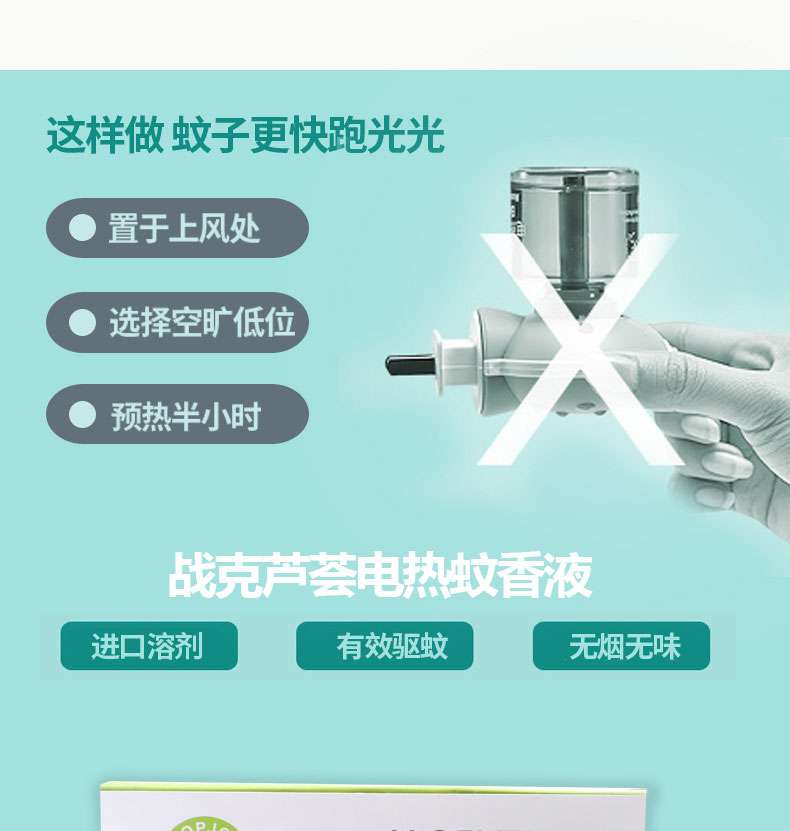 这样做 蚊子更快跑光光
置于上风处
选择空旷低位
预热半小时
X
战克芦荟电热蚊香液
进口溶剂
有效驱蚊
无烟无味